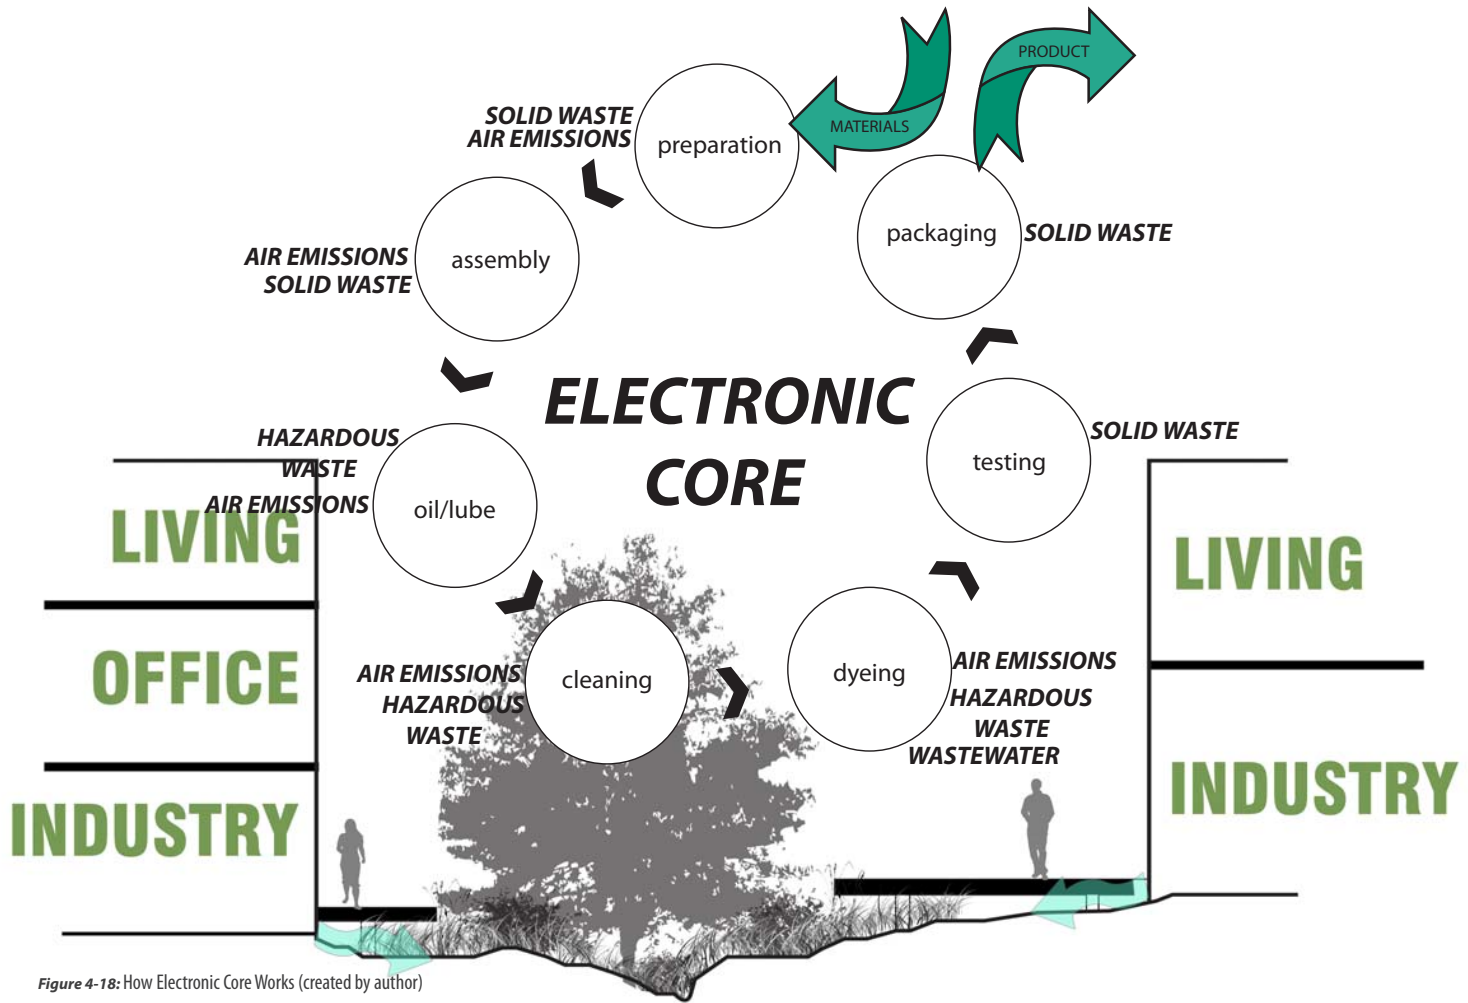 PRODUCT
MATERIALS
SOLID WASTE
AIR EMISSIONS
preparation
packaging
SOLID WASTE
AIR EMISSIONS
SOLID WASTE
assembly
ELECTRONIC
CORE
HAZARDOUS
WASTE
AIR EMISSIONS
oil/lube
testing
SOLID WASTE
LIVING
OFFICE
INDUSTRY
AIR EMISSIONS
HAZARDOUS
WASTE
cleaning
dyeing
AIR EMISSIONS
HAZARDOUS
WASTE
WASTEWATER
LIVING
INDUSTRY
Figure 4-18: How Electronic Core Works (created by author)